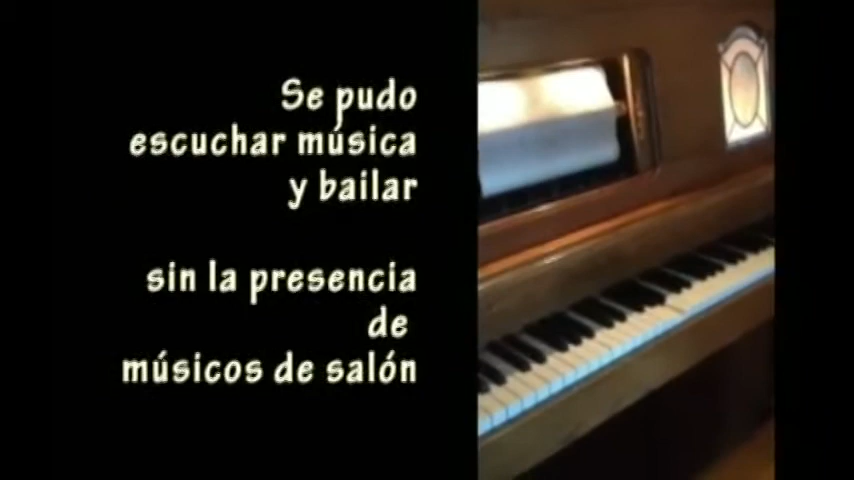 Se pudo
escuchar música
y bailar
sin la presencia
de
músicos de salón